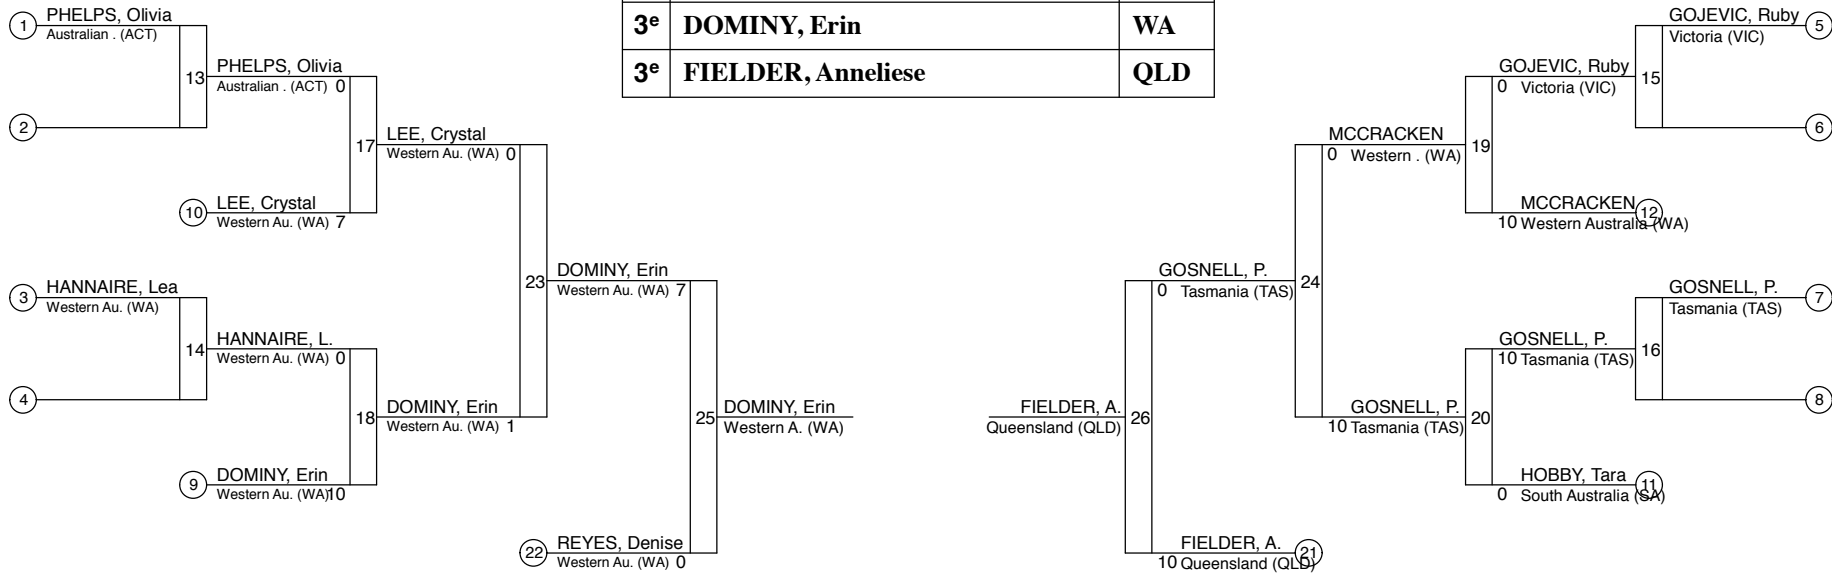 3e DOMINY, Erin WA
3e FIELDER, Anneliese QLD
1 PHELPS, Olivia
Australian . (ACT)
13
2
PHELPS, Olivia
Australian . (ACT) 0
17
10 LEE, Crystal
Western Au. (WA) 7
LEE, Crystal
Western Au. (WA) 0
3 HANNAIRE, Lea
Western Au. (WA)
14
4
HANNAIRE, L.
Western Au. (WA) 0
18
9 DOMINY, Erin
Western Au. (WA) 10
DOMINY, Erin
Western Au. (WA) 1
23
DOMINY, Erin
Western Au. (WA) 7
25
22 REYES, Denise
Western Au. (WA) 0
DOMINY, Erin
Western A. (WA)
GOJEVIC, Ruby 5
Victoria (VIC)
15
6
GOJEVIC, Ruby
0 Victoria (VIC)
19
MCCRACKEN 12
10 Western Australia (WA)
MCCRACKEN
0 Western . (WA)
24
GOSNELL, P. 7
Tasmania (TAS)
16
8
GOSNELL, P.
10 Tasmania (TAS)
20
HOBBY, Tara 11
0 South Australia (SA)
GOSNELL, P.
10 Tasmania (TAS)
GOSNELL, P.
0 Tasmania (TAS)
26
FIELDER, A. 21
10 Queensland (QLD)
FIELDER, A.
Queensland (QLD)